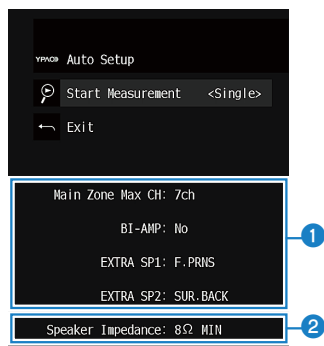 YPAO Auto Setup
Start Measurement <Single>
Exit
Main Zone Max CH: 7ch
BI-AMP: No
1
EXTRA SP1: F.PRNS
EXTRA SP2: SUR.BACK
Speaker Impedance: 8Ω MIN 2